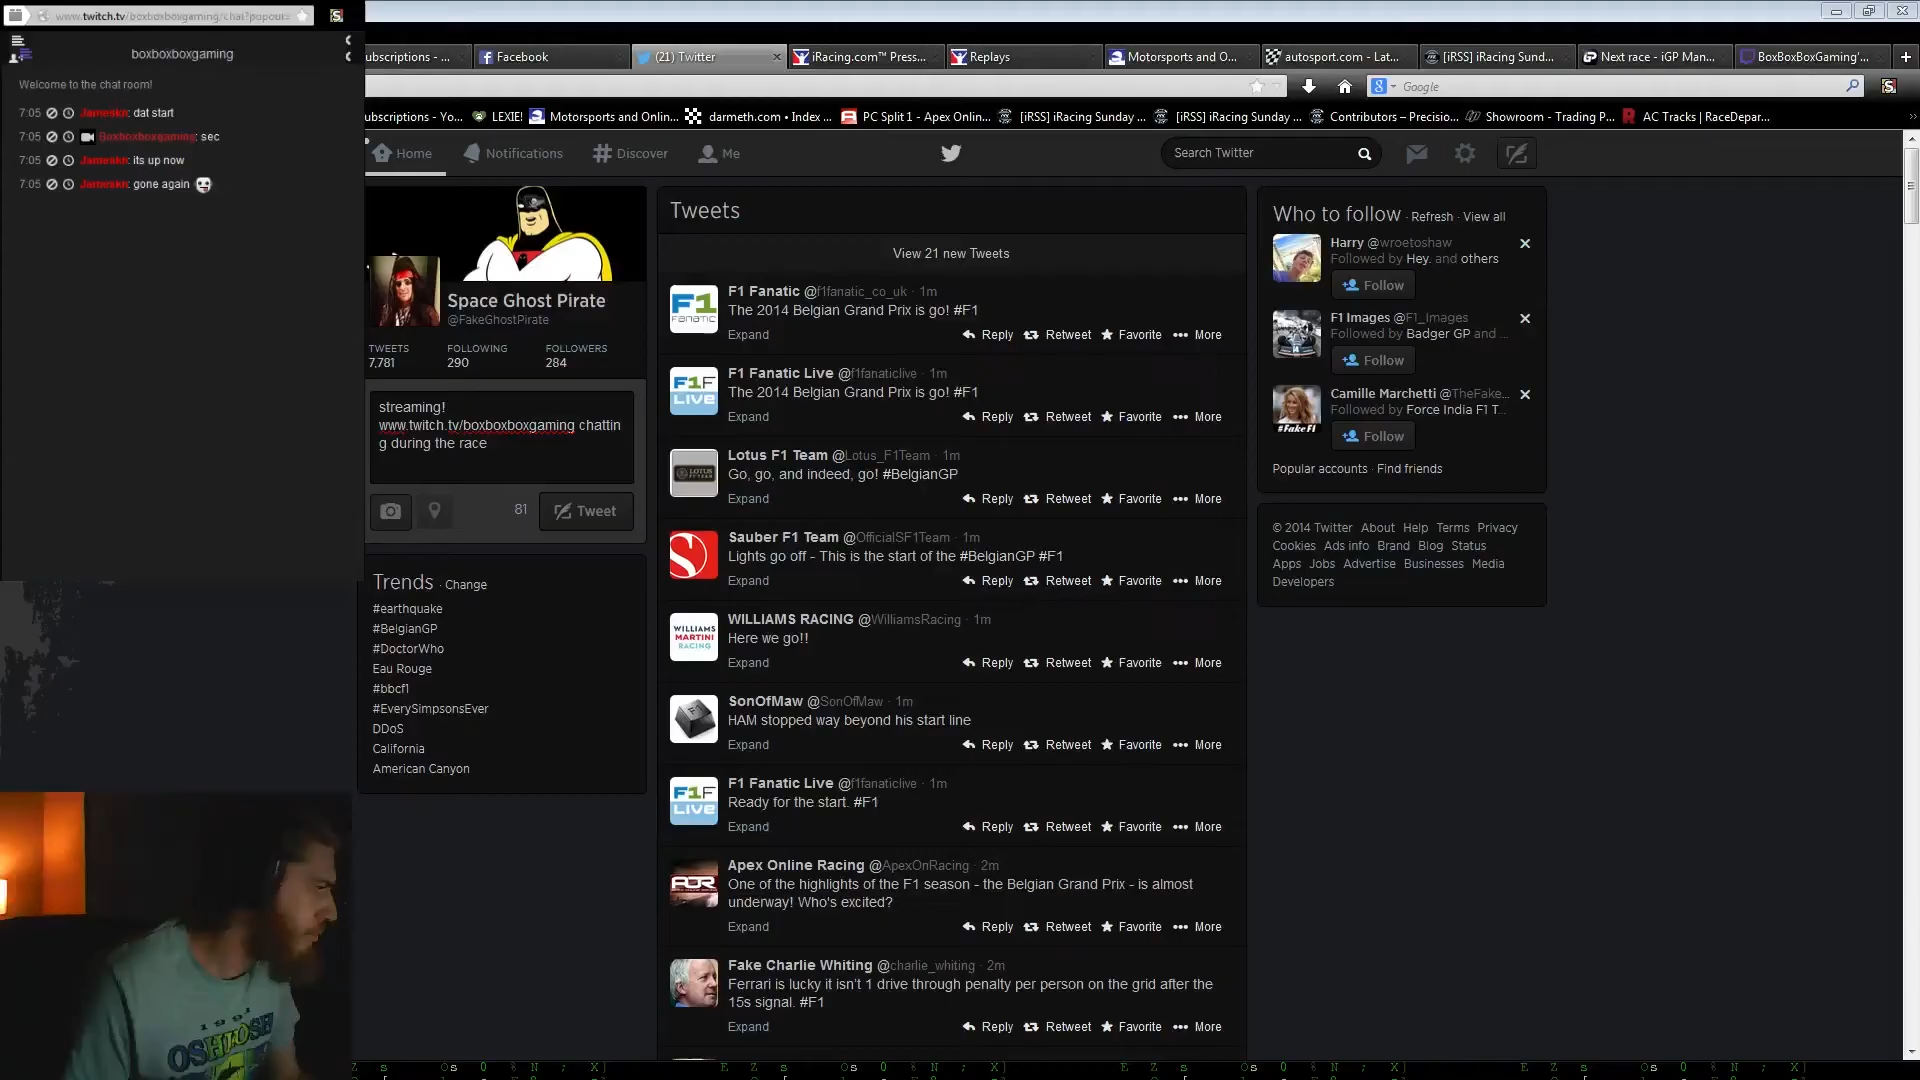 www.twitch.tv/boxboxboxgaming/chat?popout=
boxboxboxgaming
Welcome to the chat room!
7:05 Jameskn: dat start
7:05 Boxboxboxgaming: sec
7:05 Jameskn: its up now
7:05 Jameskn: gone again
ubscriptions - ...
Facebook
(21) Twitter
iRacing.com™ Press...
Replays
Motorsports and O...
autosport.com - Lat...
[iRSS] iRacing Sund...
Next race - iGP Man...
BoxBoxBoxGaming'...
Google
ubscriptions - Yo...
LEXIE!
Motorsports and Online...
darmeth.com • Index ...
PC Split 1 - Apex Onlin...
[iRSS] iRacing Sunday ...
[iRSS] iRacing Sunday ...
Contributors – Precisio...
Showroom - Trading P...
AC Tracks | RaceDepar...
Home
Notifications
Discover
Me
Search Twitter
Space Ghost Pirate
@FakeGhostPirate
TWEETS FOLLOWING FOLLOWERS
7,781 290 284
streaming!
www.twitch.tv/boxboxboxgaming chattin
g during the race
81 Tweet
Trends · Change
#earthquake
#BelgianGP
#DoctorWho
Eau Rouge
#bbcf1
#EverySimpsonsEver
DDoS
California
American Canyon
Tweets
View 21 new Tweets
F1 Fanatic @f1fanatic_co_uk · 1m
The 2014 Belgian Grand Prix is go! #F1
Expand Reply Retweet Favorite More
F1 Fanatic Live @f1fanaticlive · 1m
The 2014 Belgian Grand Prix is go! #F1
Expand Reply Retweet Favorite More
Lotus F1 Team @Lotus_F1Team · 1m
Go, go, and indeed, go! #BelgianGP
Expand Reply Retweet Favorite More
Sauber F1 Team @OfficialSF1Team · 1m
Lights go off - This is the start of the #BelgianGP #F1
Expand Reply Retweet Favorite More
WILLIAMS RACING @WilliamsRacing · 1m
Here we go!!
Expand Reply Retweet Favorite More
SonOfMaw @SonOfMaw · 1m
HAM stopped way beyond his start line
Expand Reply Retweet Favorite More
F1 Fanatic Live @f1fanaticlive · 1m
Ready for the start. #F1
Expand Reply Retweet Favorite More
Apex Online Racing @ApexOnRacing · 2m
One of the highlights of the F1 season - the Belgian Grand Prix - is almost
underway! Who's excited?
Expand Reply Retweet Favorite More
Fake Charlie Whiting @charlie_whiting · 2m
Ferrari is lucky it isn't 1 drive through penalty per person on the grid after the
15s signal. #F1
Expand Reply Retweet Favorite More
F1
FANATIC
F1F
LIVE
WILLIAMS
MARTINI
RACING
F1F
LIVE
AOR
Who to follow · Refresh · View all
Harry @wroetoshaw
Followed by Hey. and others
Follow
F1 Images @F1_Images
Followed by Badger GP and ...
Follow
Camille Marchetti @TheFake...
Followed by Force India F1 T...
Follow
#FakeF1
Popular accounts · Find friends
© 2014 Twitter About Help Terms Privacy
Cookies Ads info Brand Blog Status
Apps Jobs Advertise Businesses Media
Developers
1991
OSHKOSH